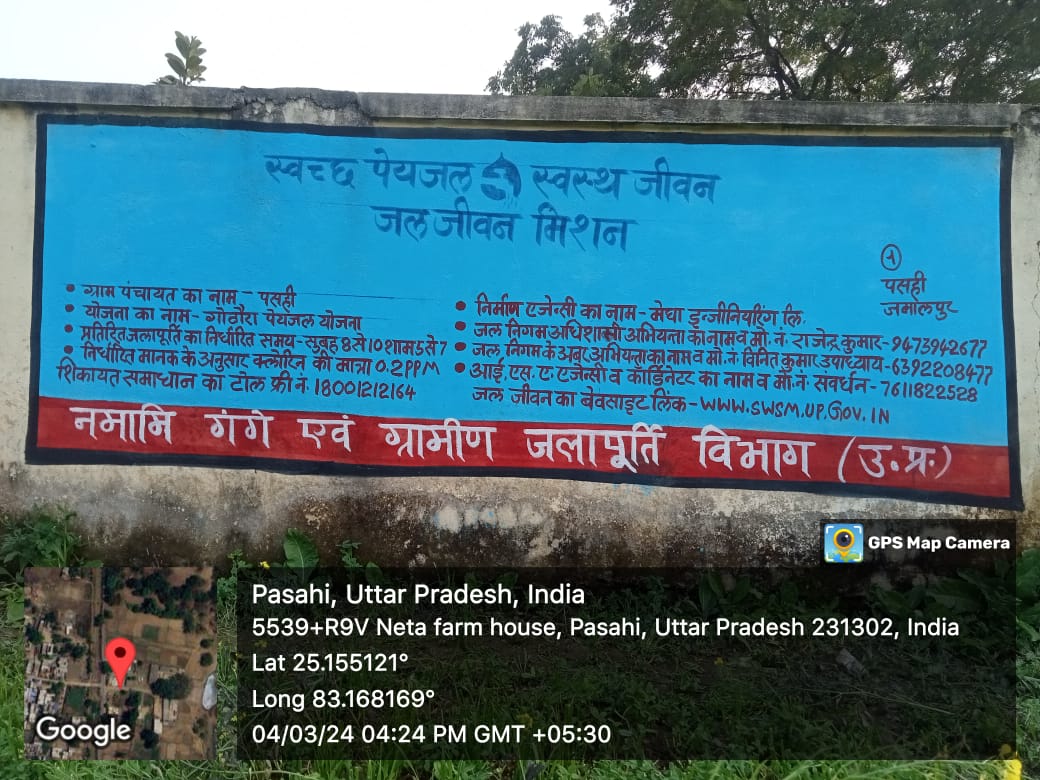 स्वच्छ पेयजल स्वस्थ जीवन
जल जीवन मिशन
१
पसही
जमालपुर
• ग्राम पंचायत का नाम - पसही
• योजना का नाम - गोठौरा पेयजल योजना
• प्रतिदिन जलापूर्ति का निर्धारित समय - सुबह 8 से 10 शाम 5 से 7
• निर्धारित मानक के अनुसार क्लोरिन की मात्रा 0.2 PPM
शिकायत समाधान का टोल फ्री नं. 18001212164
• निर्माण एजेन्सी का नाम - मेघा इन्जीनियरिंग लि.
• जल निगम अधिशासी अभियन्ता का नाम व मो. नं. राजेन्द्र कुमार - 9473942677
• जल निगम के अवर अभियन्ता का नाम व मो. नं. विनित कुमार उपाध्याय - 6392208477
• आई. एस. ए. एजेन्सी व कॉर्डिनेटर का नाम व मो. नं. संवर्धन - 7611822528
जल जीवन का बेवसाइट लिंक - WWW.SWSM.UP.GOV.IN
नमामि गंगे एवं ग्रामीण जलापूर्ति विभाग (उ.प्र.)
GPS Map Camera
Pasahi, Uttar Pradesh, India
5539+R9V Neta farm house, Pasahi, Uttar Pradesh 231302, India
Lat 25.155121°
Long 83.168169°
04/03/24 04:24 PM GMT +05:30
Google